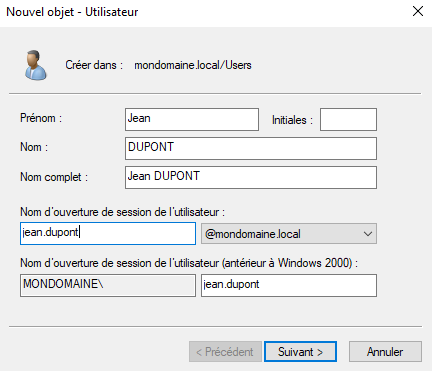 Nouvel objet - Utilisateur
Créer dans : mondomaine.local/Users
Prénom : Jean Initiales :
Nom : DUPONT
Nom complet : Jean DUPONT
Nom d'ouverture de session de l'utilisateur :
jean.dupont @mondomaine.local
Nom d'ouverture de session de l'utilisateur (antérieur à Windows 2000) :
MONDOMAINE\ jean.dupont
< Précédent Suivant > Annuler